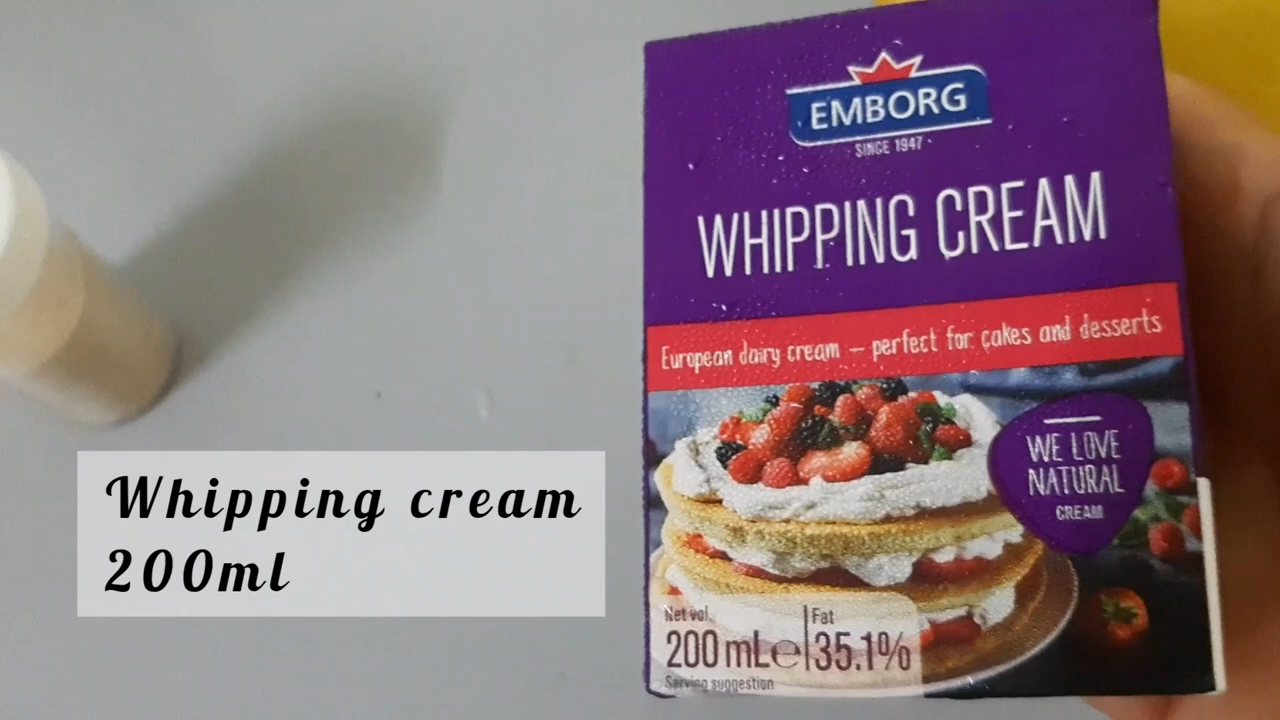 EMBORG
SINCE 1947
WHIPPING CREAM
European dairy cream – perfect for cakes and desserts
WE LOVE
NATURAL
CREAM
Net vol.
200 mL℮
Fat
35.1%
Serving suggestion
Whipping cream
200ml